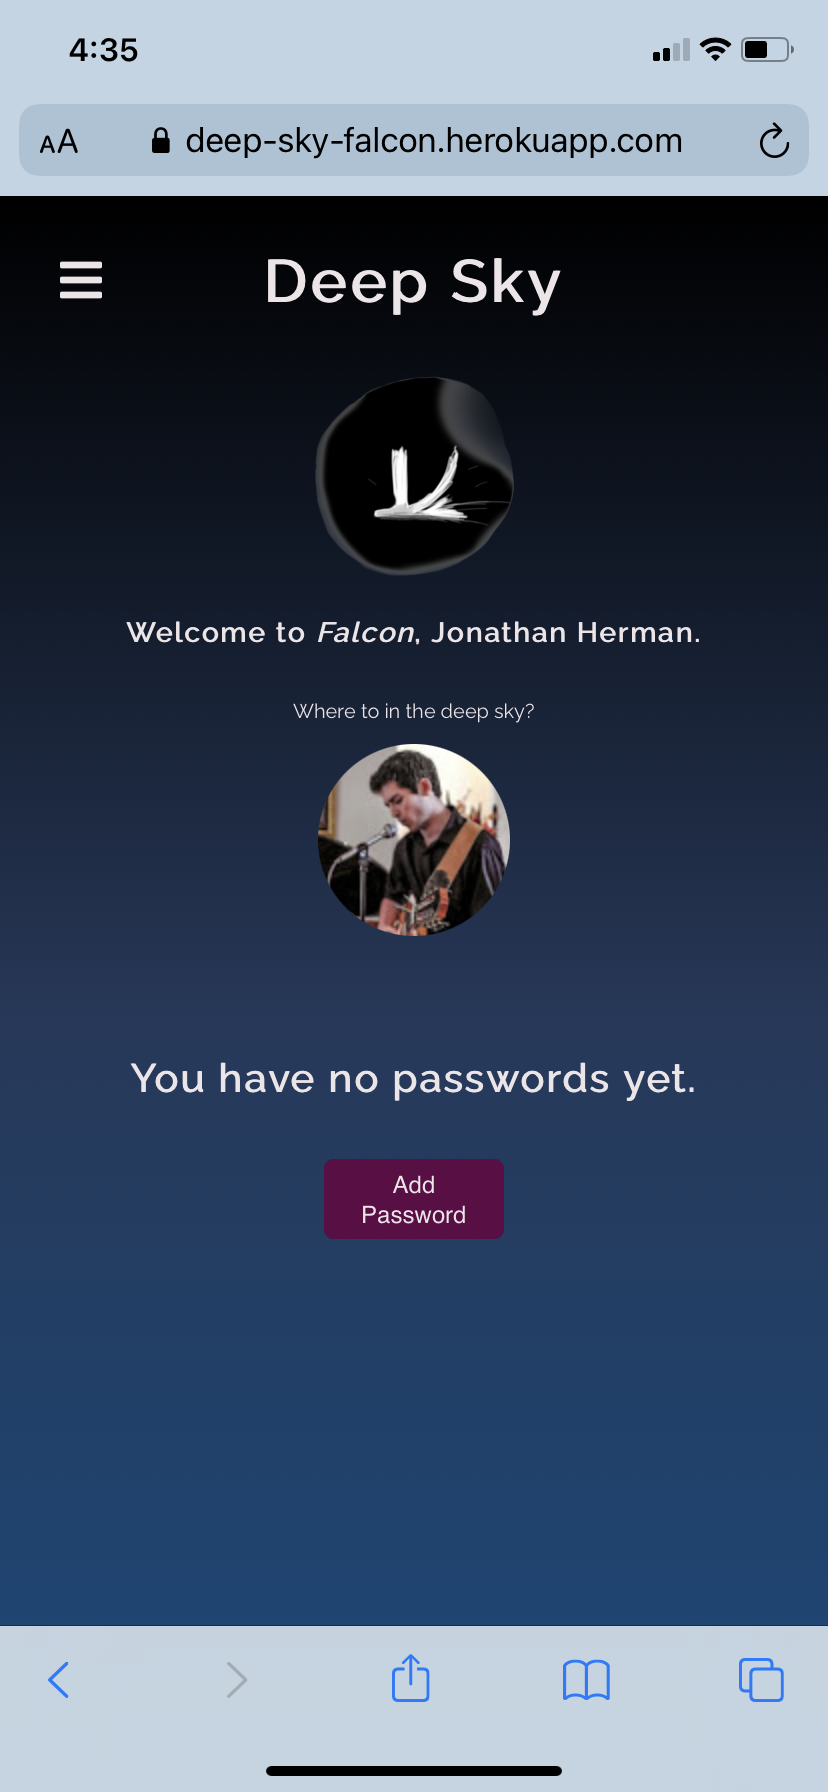 4:35
AA deep-sky-falcon.herokuapp.com
Deep Sky
Welcome to Falcon, Jonathan Herman.
Where to in the deep sky?
You have no passwords yet.
Add
Password